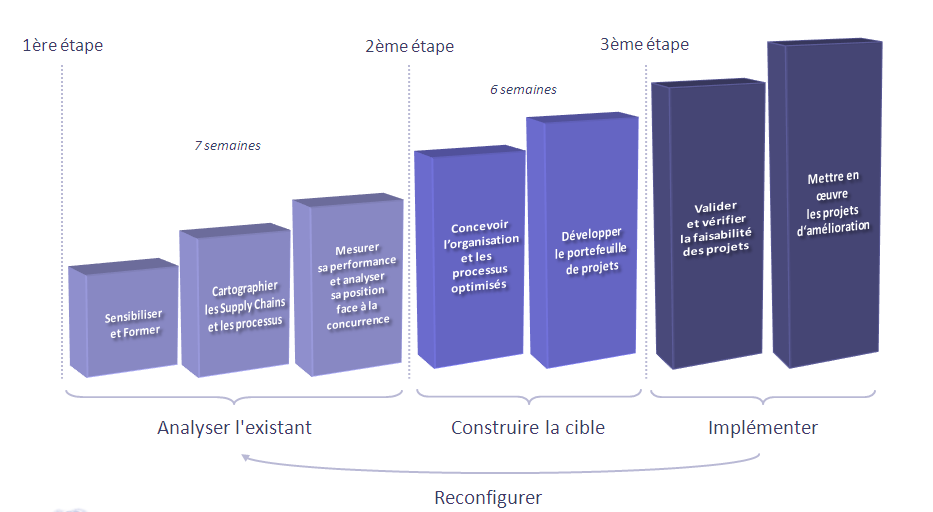 1ère étape
2ème étape
3ème étape
7 semaines
6 semaines
Sensibiliser
et Former
Cartographier
les Supply Chains
et les processus
Mesurer
sa performance
et analyser
sa position
face à la
concurrence
Concevoir
l'organisation
et les
processus
optimisés
Développer
le portefeuille
de projets
Valider
et vérifier
la faisabilité
des projets
Mettre en
œuvre
les projets
d'amélioration
Analyser l'existant
Construire la cible
Implémenter
Reconfigurer